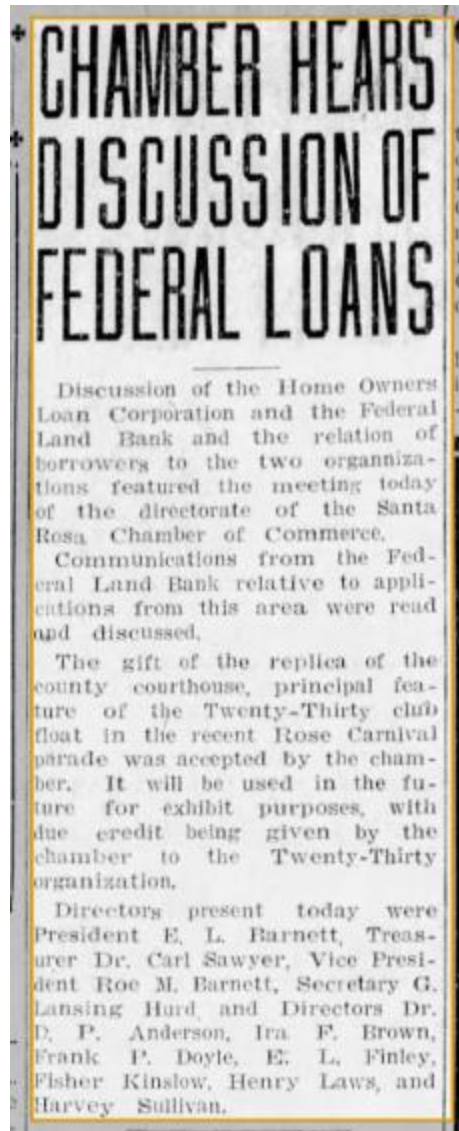 CHAMBER HEARS
DISCUSSION OF
FEDERAL LOANS
Discussion of the Home Owners
Loan Corporation and the Federal
Land Bank and the relation of
borrowers to the two organniza-
tions featured the meeting today
of the directorate of the Santa
Rosa Chamber of Commerce.
Communications from the Fed-
eral Land Bank relative to appli-
cations from this area were read
and discussed.
The gift of the replica of the
county courthouse, principal fea-
ture of the Twenty-Thirty club
float in the recent Rose Carnival
parade was accepted by the cham-
ber. It will be used in the fu-
ture for exhibit purposes, with
due credit being given by the
chamber to the Twenty-Thirty
organization.
Directors present today were
President E. L. Barnett, Treas-
urer Dr. Carl Sawyer, Vice Presi-
dent Roe M. Barnett, Secretary G.
Lansing Hurd and Directors Dr.
D. P. Anderson, Ira F. Brown,
Frank P. Doyle, E. L. Finley,
Fisher Kinslow, Henry Laws, and
Harvey Sullivan.